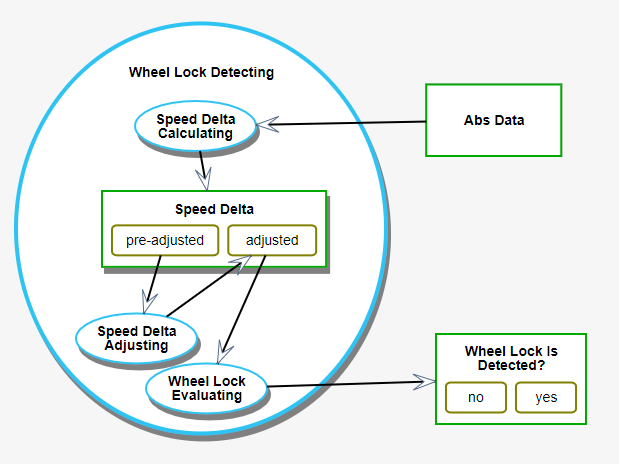 Wheel Lock Detecting
Speed Delta
Calculating
Abs Data
Speed Delta
pre-adjusted
adjusted
Speed Delta
Adjusting
Wheel Lock
Evaluating
Wheel Lock Is
Detected?
no
yes